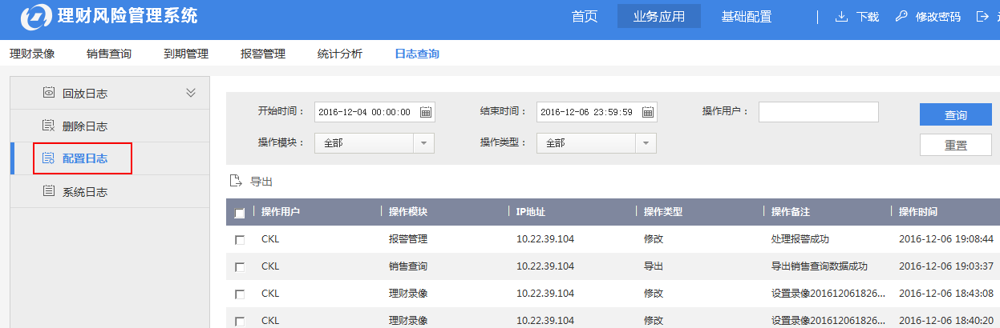 理财风险管理系统 首页 业务应用 基础配置 下载 修改密码
理财录像 销售查询 到期管理 报警管理 统计分析 日志查询
回放日志
删除日志
配置日志
系统日志
开始时间： 2016-12-04 00:00:00 结束时间： 2016-12-06 23:59:59 操作用户： 查询
操作模块： 全部 操作类型： 全部 重置
导出
操作用户 操作模块 IP地址 操作类型 操作备注 操作时间
CKL 报警管理 10.22.39.104 修改 处理报警成功 2016-12-06 19:08:44
CKL 销售查询 10.22.39.104 导出 导出销售查询数据成功 2016-12-06 19:03:37
CKL 理财录像 10.22.39.104 修改 设置录像201612061826... 2016-12-06 18:43:08
CKL 理财录像 10.22.39.104 修改 设置录像201612061826... 2016-12-06 18:40:20